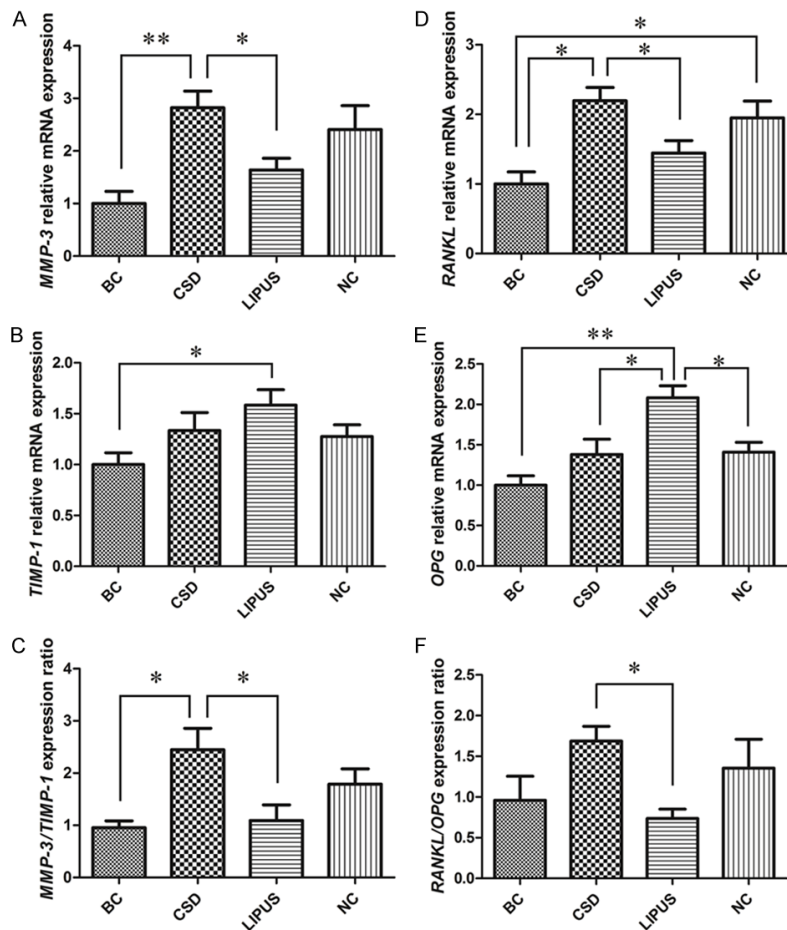 A
MMP-3 relative mRNA expression
4
3
2
1
0
**
*
BC
CSD
LIPUS
NC
D
RANKL relative mRNA expression
3
2
1
0
*
*
*
BC
CSD
LIPUS
NC
B
TIMP-1 relative mRNA expression
2.0
1.5
1.0
0.5
0.0
*
BC
CSD
LIPUS
NC
E
OPG relative mRNA expression
2.5
2.0
1.5
1.0
0.5
0.0
**
*
*
BC
CSD
LIPUS
NC
C
MMP-3/TIMP-1 expression ratio
4
3
2
1
0
*
*
BC
CSD
LIPUS
NC
F
RANKL/OPG expression ratio
2.5
2.0
1.5
1.0
0.5
0.0
*
BC
CSD
LIPUS
NC